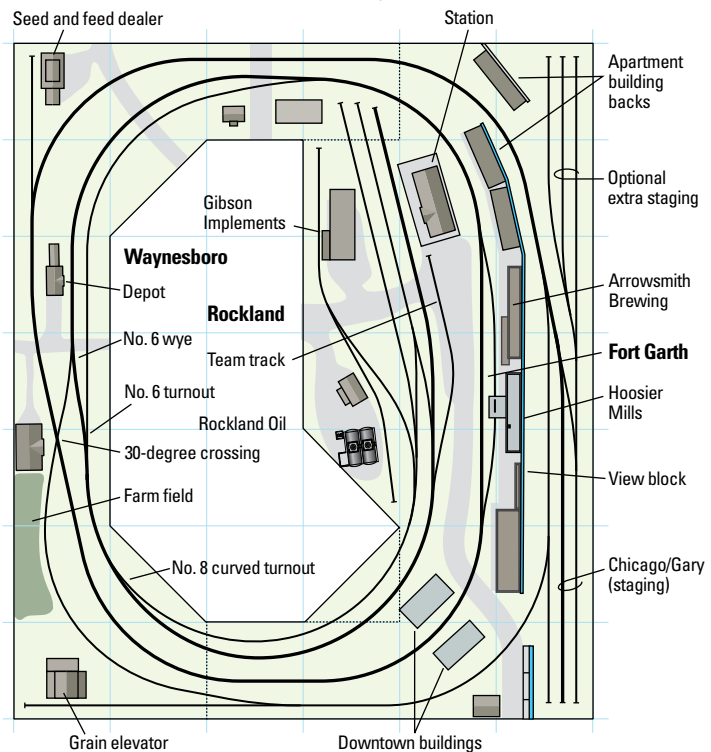 Seed and feed dealer
Station
Apartment
building
backs
Optional
extra staging
Gibson
Implements
Waynesboro
Depot
Rockland
Arrowsmith
Brewing
No. 6 wye
Team track
Fort Garth
No. 6 turnout
Hoosier
Mills
Rockland Oil
30-degree crossing
View block
Farm field
No. 8 curved turnout
Chicago/Gary
(staging)
Grain elevator
Downtown buildings